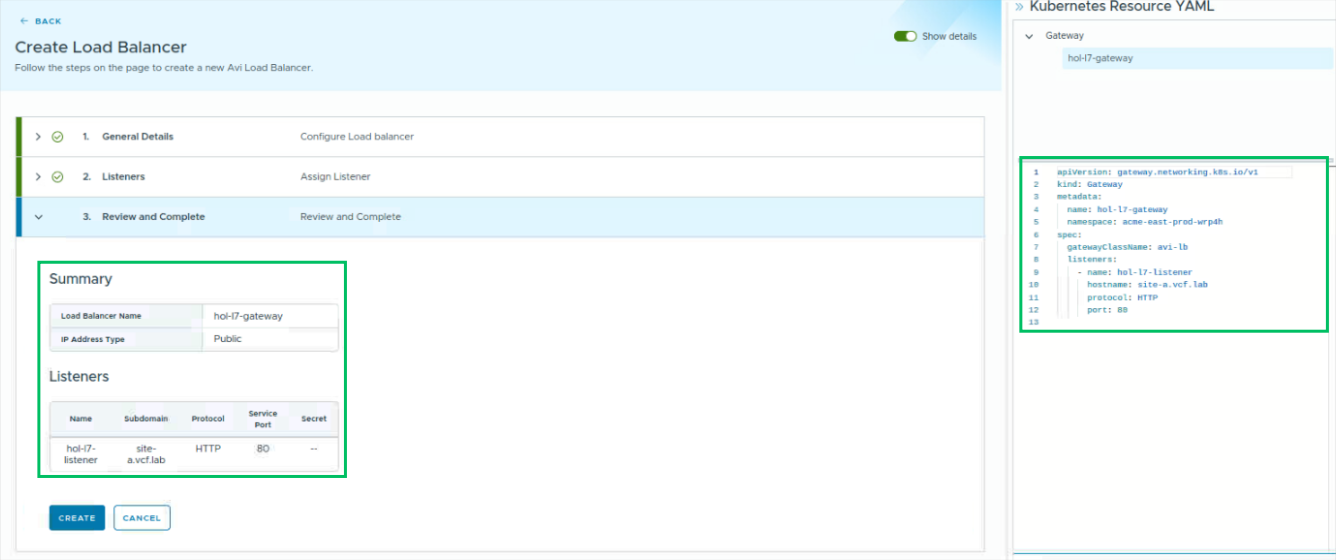 ← BACK
Create Load Balancer
Follow the steps on the page to create a new Avi Load Balancer.
Show details
1. General Details Configure Load balancer
2. Listeners Assign Listener
3. Review and Complete Review and Complete
Summary
Load Balancer Name hol-l7-gateway
IP Address Type Public
Listeners
Name Subdomain Protocol Service Port Secret
hol-l7-listener site-a.vcf.lab HTTP 80 --
CREATE CANCEL
» Kubernetes Resource YAML
Gateway
hol-l7-gateway
1 apiVersion: gateway.networking.k8s.io/v1
2 kind: Gateway
3 metadata:
4 name: hol-l7-gateway
5 namespace: acme-east-prod-wrp4h
6 spec:
7 gatewayClassName: avi-lb
8 listeners:
9 - name: hol-l7-listener
10 hostname: site-a.vcf.lab
11 protocol: HTTP
12 port: 80
13